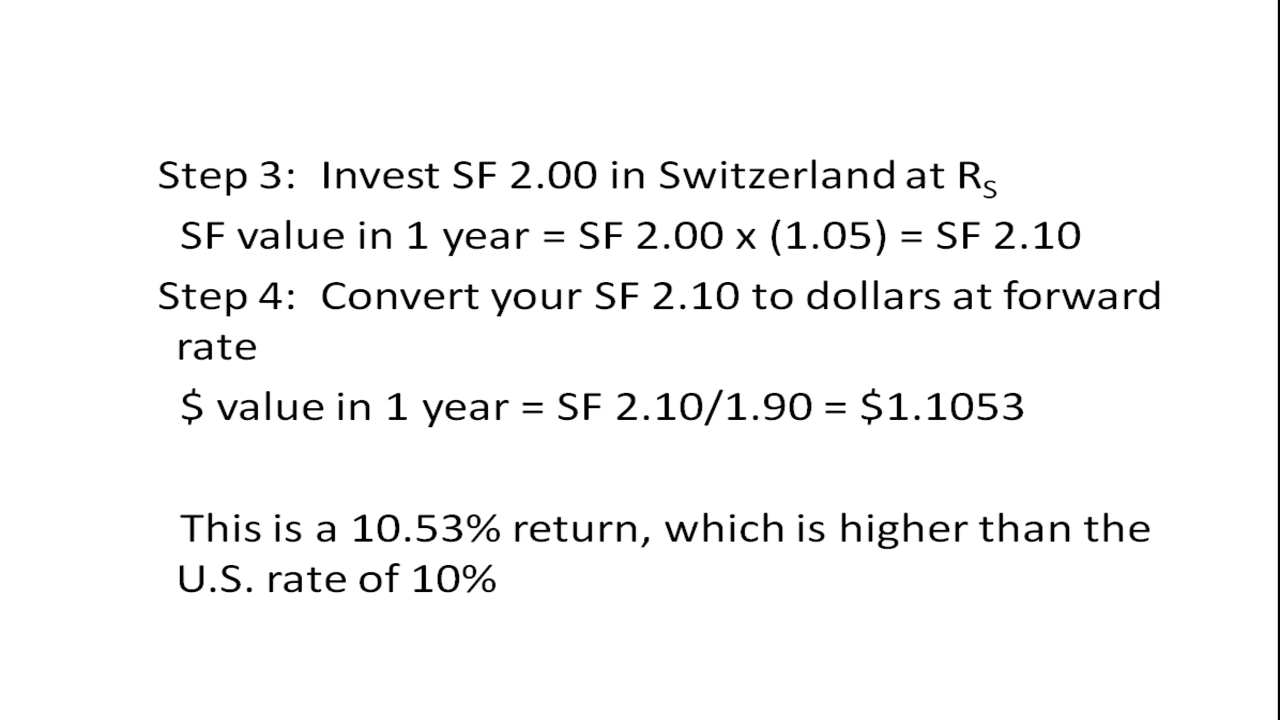 Step 3: Invest SF 2.00 in Switzerland at R_S
SF value in 1 year = SF 2.00 x (1.05) = SF 2.10
Step 4: Convert your SF 2.10 to dollars at forward
rate
$ value in 1 year = SF 2.10/1.90 = $1.1053
This is a 10.53% return, which is higher than the
U.S. rate of 10%